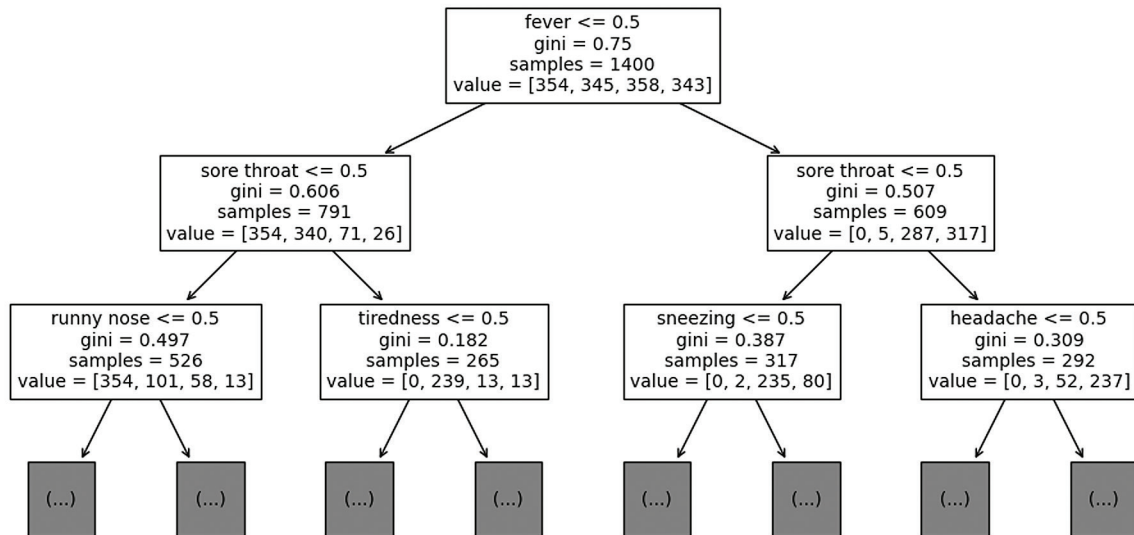 fever <= 0.5
gini = 0.75
samples = 1400
value = [354, 345, 358, 343]
sore throat <= 0.5
gini = 0.606
samples = 791
value = [354, 340, 71, 26]
sore throat <= 0.5
gini = 0.507
samples = 609
value = [0, 5, 287, 317]
runny nose <= 0.5
gini = 0.497
samples = 526
value = [354, 101, 58, 13]
tiredness <= 0.5
gini = 0.182
samples = 265
value = [0, 239, 13, 13]
sneezing <= 0.5
gini = 0.387
samples = 317
value = [0, 2, 235, 80]
headache <= 0.5
gini = 0.309
samples = 292
value = [0, 3, 52, 237]
(...)
(...)
(...)
(...)
(...)
(...)
(...)
(...)